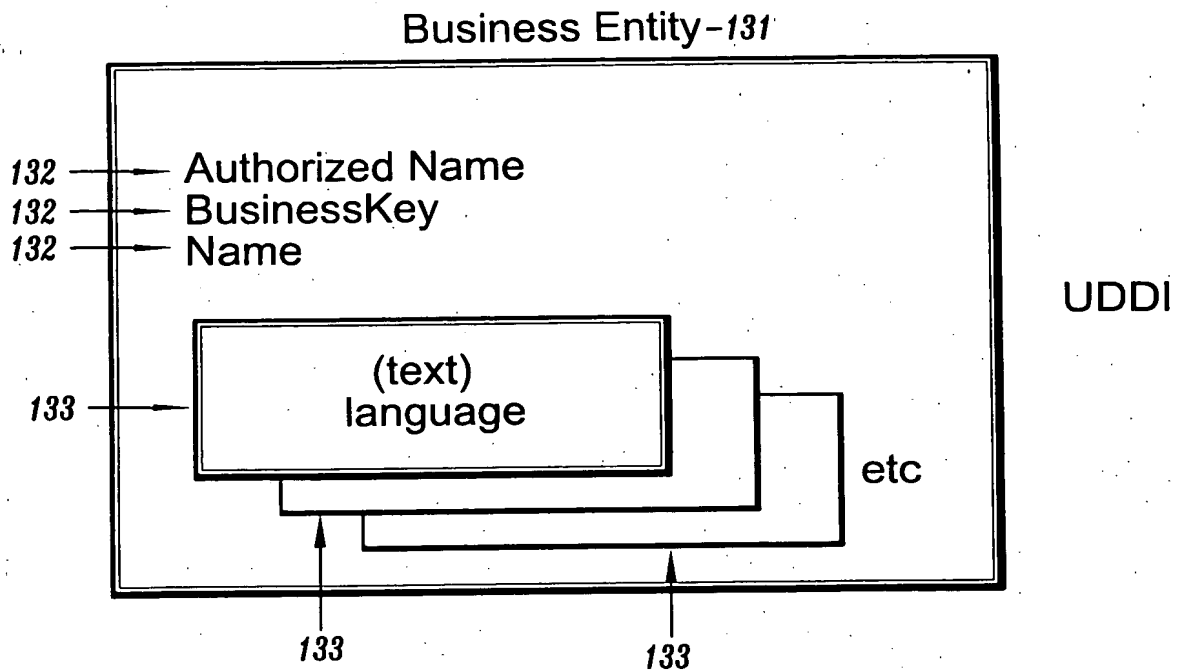 Business Entity-131
132 Authorized Name
132 BusinessKey
132 Name
UDDI
(text)
133 language
etc
133 133